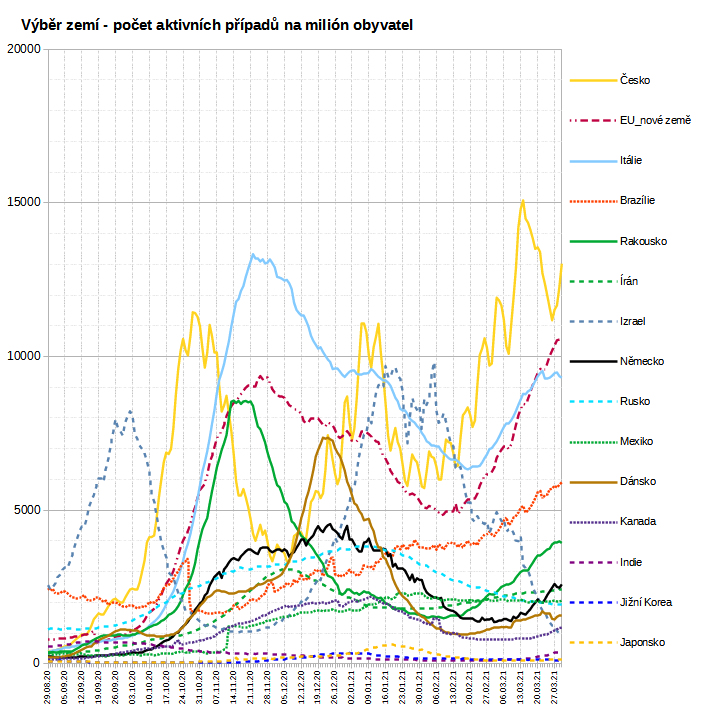 Výběr zemí - počet aktivních případů na milión obyvatel
20000
15000
10000
5000
0
29.08.20
05.09.20
12.09.20
19.09.20
26.09.20
03.10.20
10.10.20
17.10.20
24.10.20
31.10.20
07.11.20
14.11.20
21.11.20
28.11.20
05.12.20
12.12.20
19.12.20
26.12.20
02.01.21
09.01.21
16.01.21
23.01.21
30.01.21
06.02.21
13.02.21
20.02.21
27.02.21
06.03.21
13.03.21
20.03.21
27.03.21
Česko
EU_nové země
Itálie
Brazílie
Rakousko
Írán
Izrael
Německo
Rusko
Mexiko
Dánsko
Kanada
Indie
Jižní Korea
Japonsko